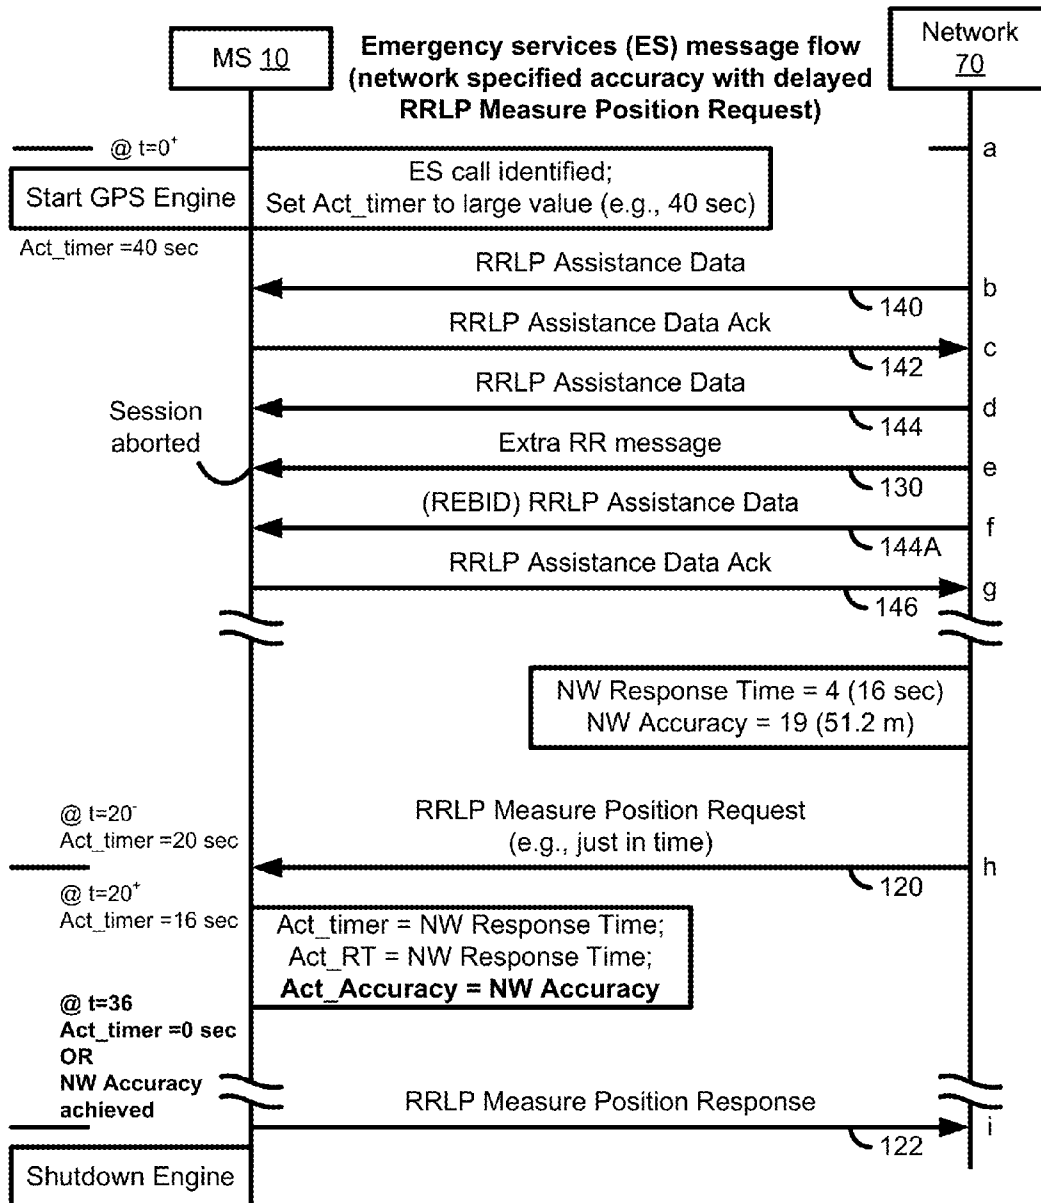 MS 10
Emergency services (ES) message flow
(network specified accuracy with delayed
RRLP Measure Position Request)
Network
70
@ t=0+
a
Start GPS Engine
ES call identified;
Set Act_timer to large value (e.g., 40 sec)
Act_timer =40 sec
RRLP Assistance Data
b
140
RRLP Assistance Data Ack
c
142
RRLP Assistance Data
d
144
Session
aborted
Extra RR message
e
130
(REBID) RRLP Assistance Data
f
144A
RRLP Assistance Data Ack
g
146
NW Response Time = 4 (16 sec)
NW Accuracy = 19 (51.2 m)
@ t=20-
Act_timer =20 sec
RRLP Measure Position Request
(e.g., just in time)
h
120
@ t=20+
Act_timer =16 sec
Act_timer = NW Response Time;
Act_RT = NW Response Time;
Act_Accuracy = NW Accuracy
@ t=36
Act_timer =0 sec
OR
NW Accuracy
achieved
RRLP Measure Position Response
i
122
Shutdown Engine